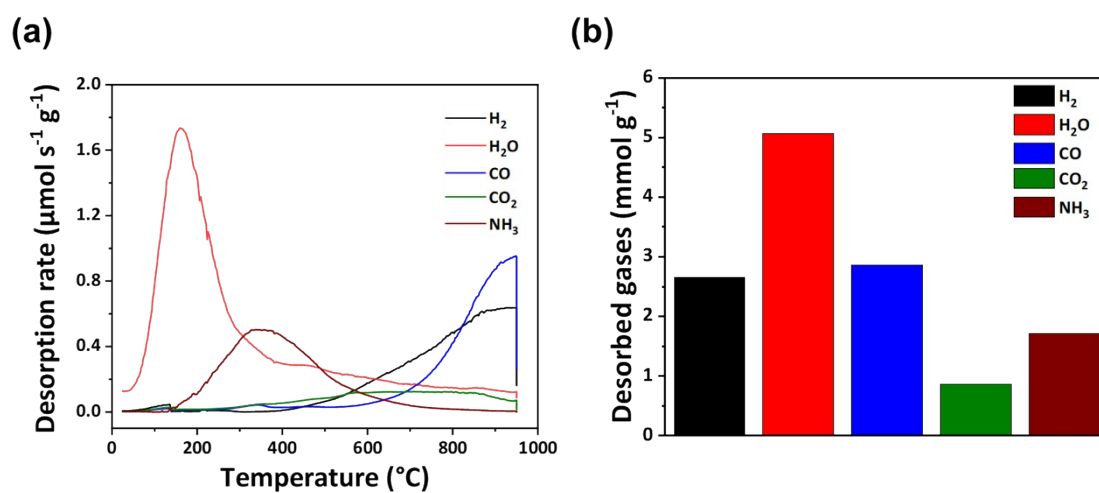 (a)
(b)
Desorption rate (μmol s⁻¹ g⁻¹)
2.0
1.6
1.2
0.8
0.4
0.0
H₂
H₂O
CO
CO₂
NH₃
0 200 400 600 800 1000
Temperature (°C)
Desorbed gases (mmol g⁻¹)
6
5
4
3
2
1
0
H₂
H₂O
CO
CO₂
NH₃